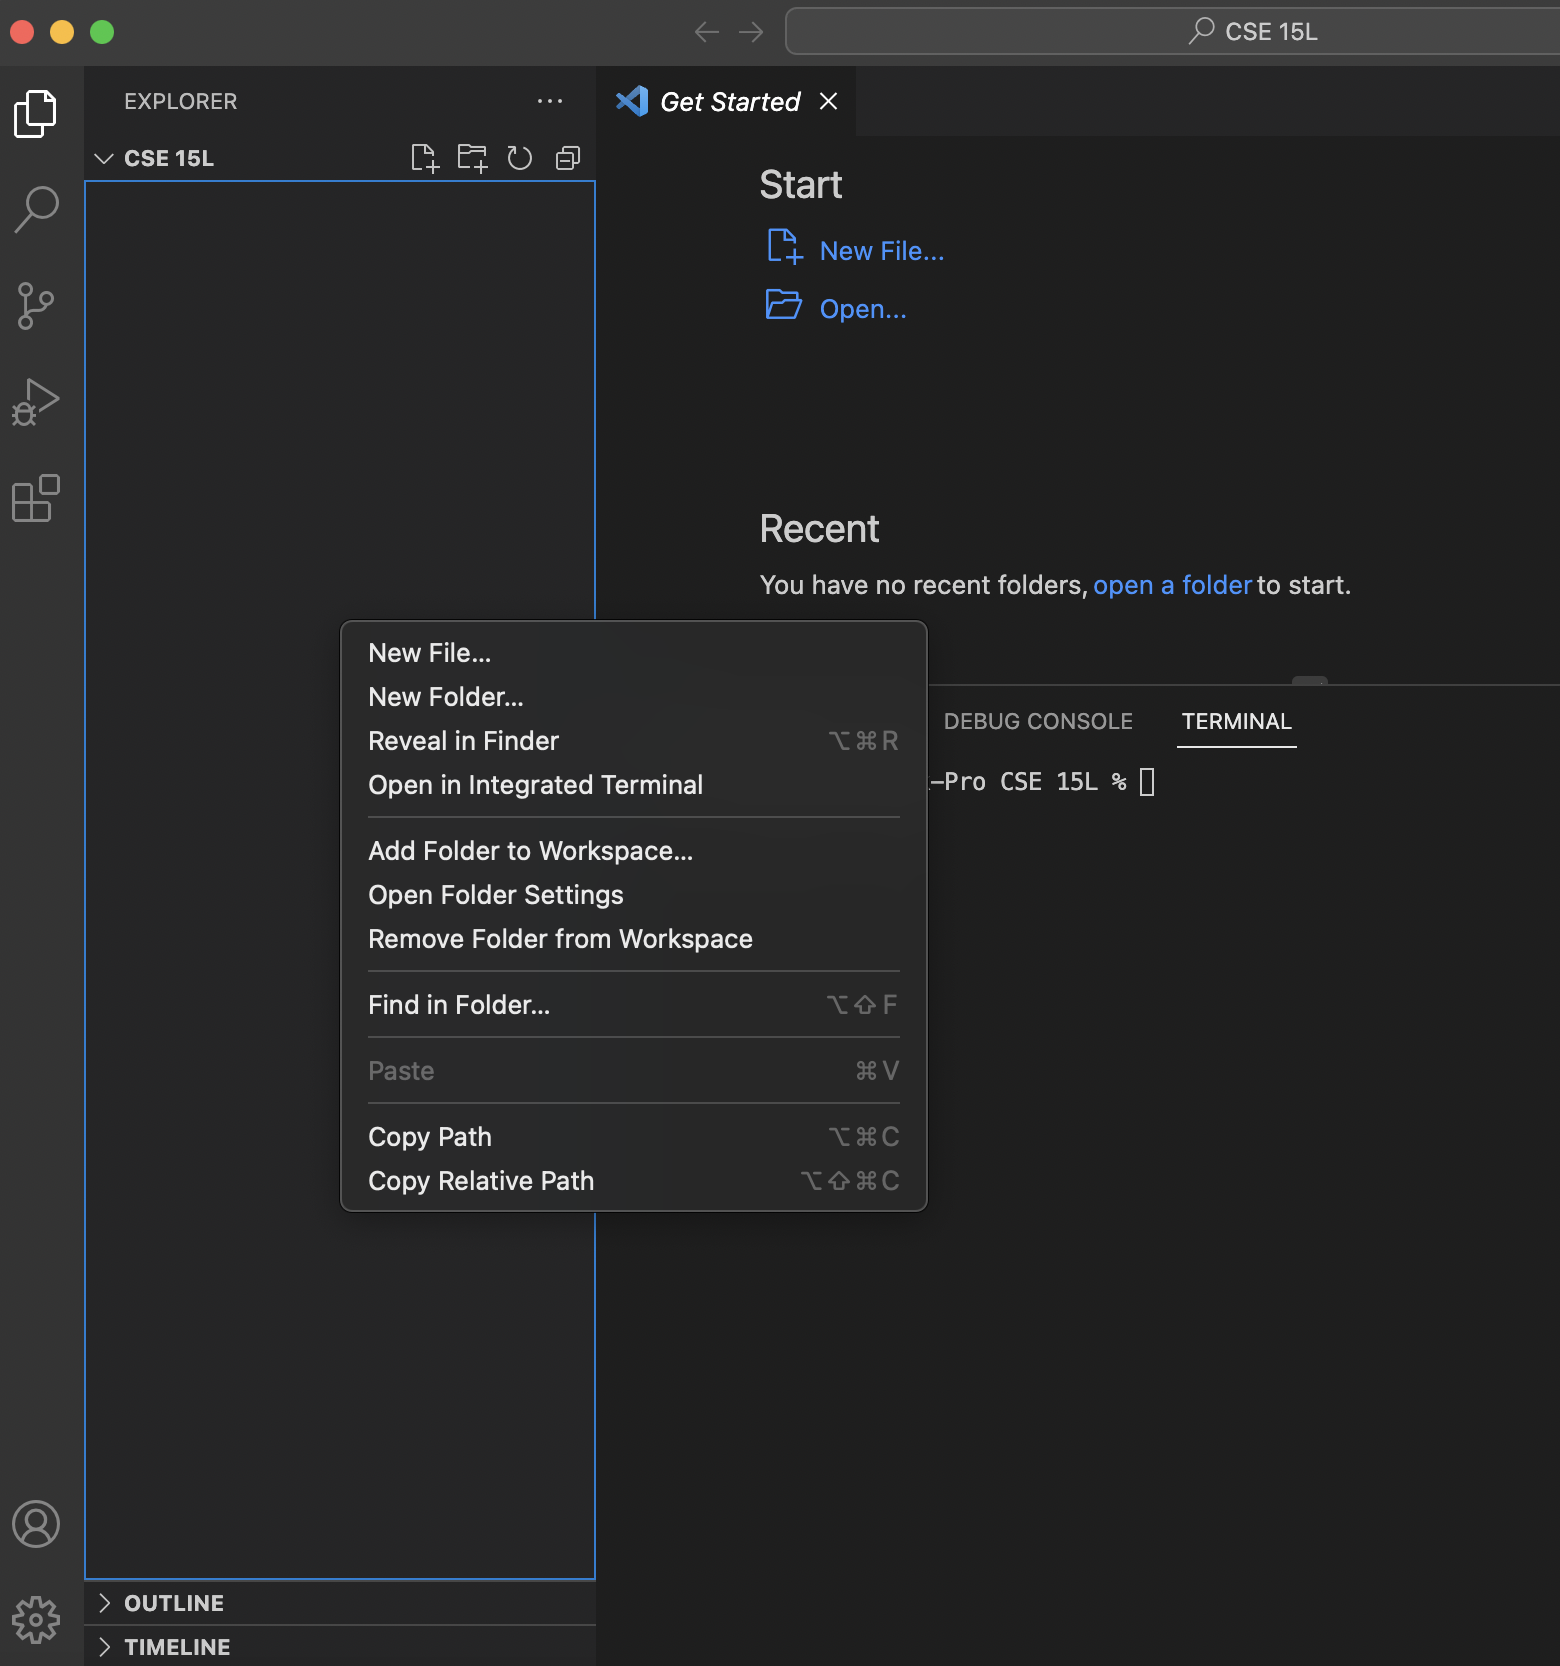 CSE 15L
EXPLORER
CSE 15L
Get Started
Start
New File...
Open...
Recent
You have no recent folders, open a folder to start.
New File...
New Folder...
Reveal in Finder ⌥⌘R
Open in Integrated Terminal
Add Folder to Workspace...
Open Folder Settings
Remove Folder from Workspace
Find in Folder... ⌥⇧F
Paste ⌘V
Copy Path ⌥⌘C
Copy Relative Path ⌥⇧⌘C
DEBUG CONSOLE TERMINAL
-Pro CSE 15L %
OUTLINE
TIMELINE